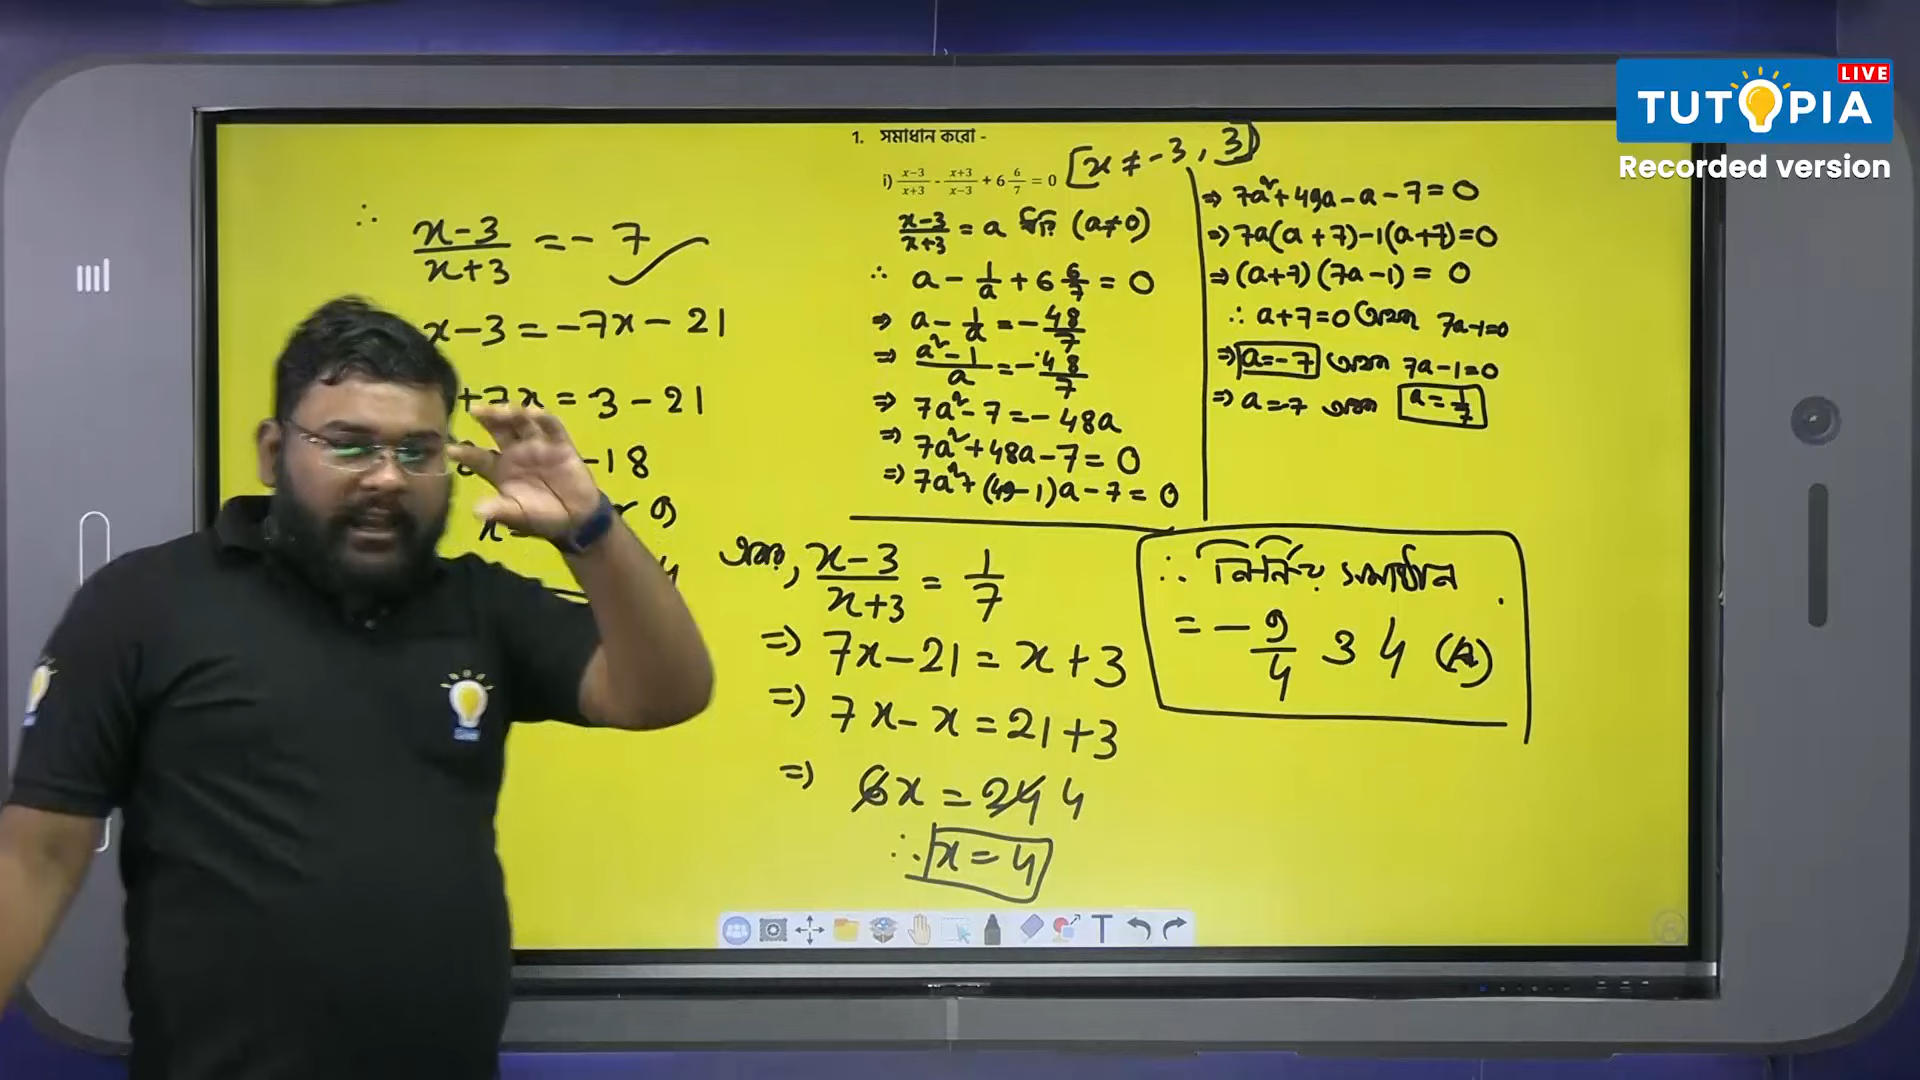 LIVE
TUTOPIA
Recorded version
1. সমাধান করো -
i) x-3/x+3 - x+3/x-3 + 6 6/7 = 0 [x ≠ -3, 3]
x-3/x+3 = a ধরি (a≠0)
∴ a - 1/a + 6 6/7 = 0
⇒ a - 1/a = - 48/7
⇒ a²-1/a = - 48/7
⇒ 7a² - 7 = - 48a
⇒ 7a² + 48a - 7 = 0
⇒ 7a² + (49-1)a - 7 = 0
⇒ 7a² + 49a - a - 7 = 0
⇒ 7a(a+7) - 1(a+7) = 0
⇒ (a+7) (7a-1) = 0
∴ a+7=0 অথবা 7a-1=0
⇒ a=-7 অথবা 7a-1=0
⇒ a=-7 অথবা a = 1/7
∴ x-3/x+3 = - 7
x-3 = -7x - 21
+7x = 3 - 21
-18
x=
9
4
এবার, x-3/x+3 = 1/7
⇒ 7x - 21 = x + 3
⇒ 7x - x = 21 + 3
⇒ 6x = 24 4
∴ x = 4
∴ নির্ণেয় সমাধান
= - 9/4 ও 4 (A)
T